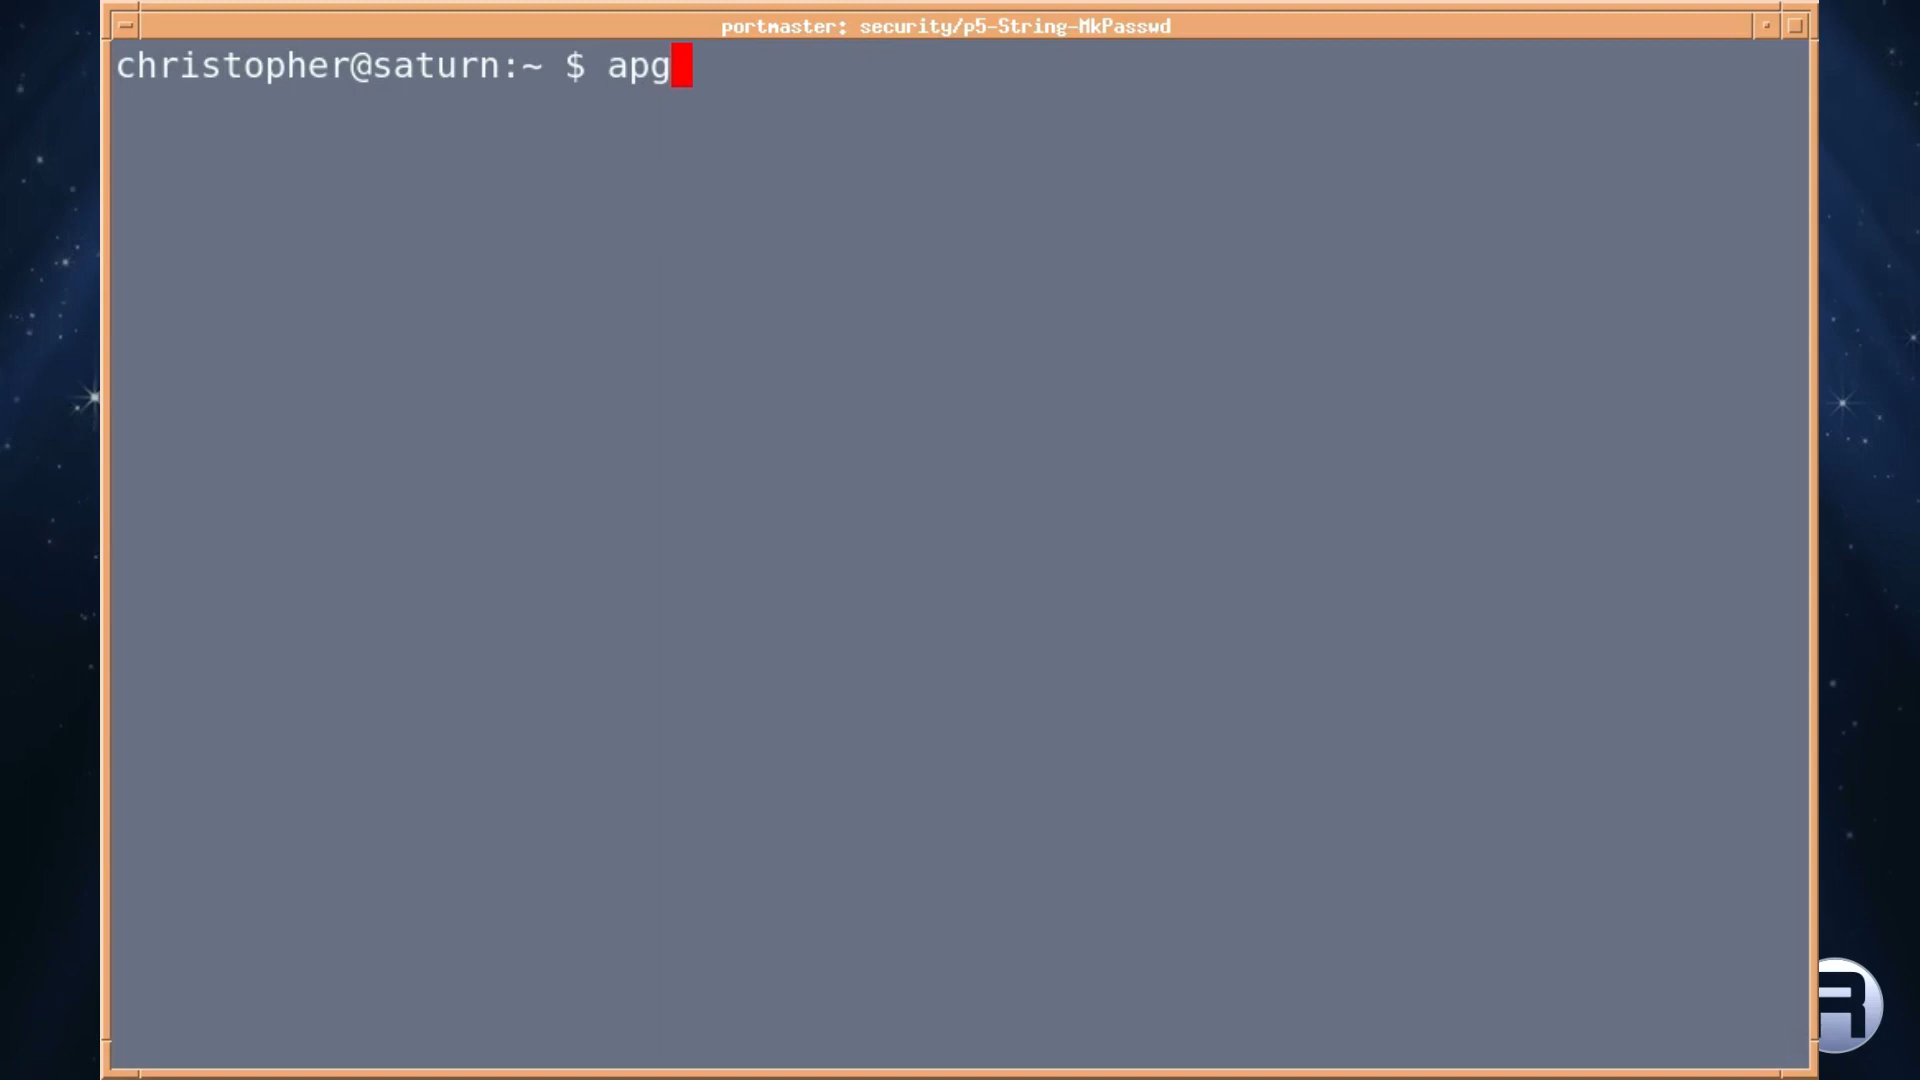 portmaster: security/p5-String-MkPasswd
christopher@saturn:~ $ apg
R